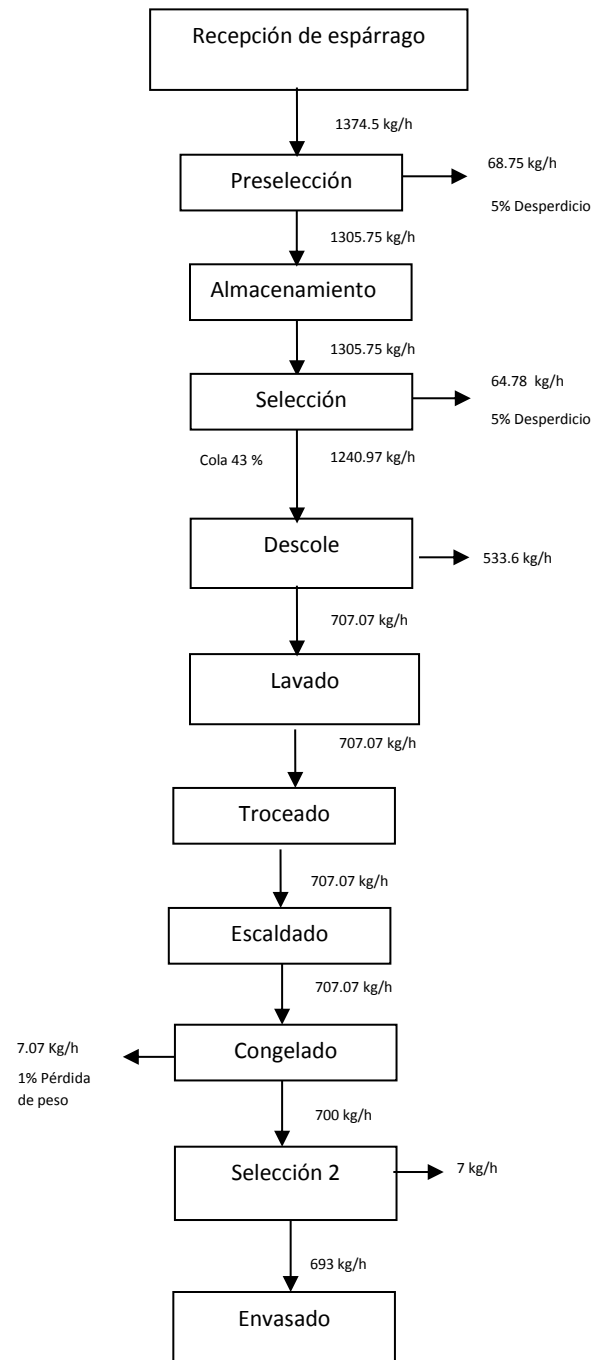 Recepción de espárrago
1374.5 kg/h
Preselección
68.75 kg/h
5% Desperdicio
1305.75 kg/h
Almacenamiento
1305.75 kg/h
Selección
64.78 kg/h
5% Desperdicio
Cola 43 %
1240.97 kg/h
Descole
533.6 kg/h
707.07 kg/h
Lavado
707.07 kg/h
Troceado
707.07 kg/h
Escaldado
707.07 kg/h
7.07 Kg/h
1% Pérdida
de peso
Congelado
700 kg/h
Selección 2
7 kg/h
693 kg/h
Envasado